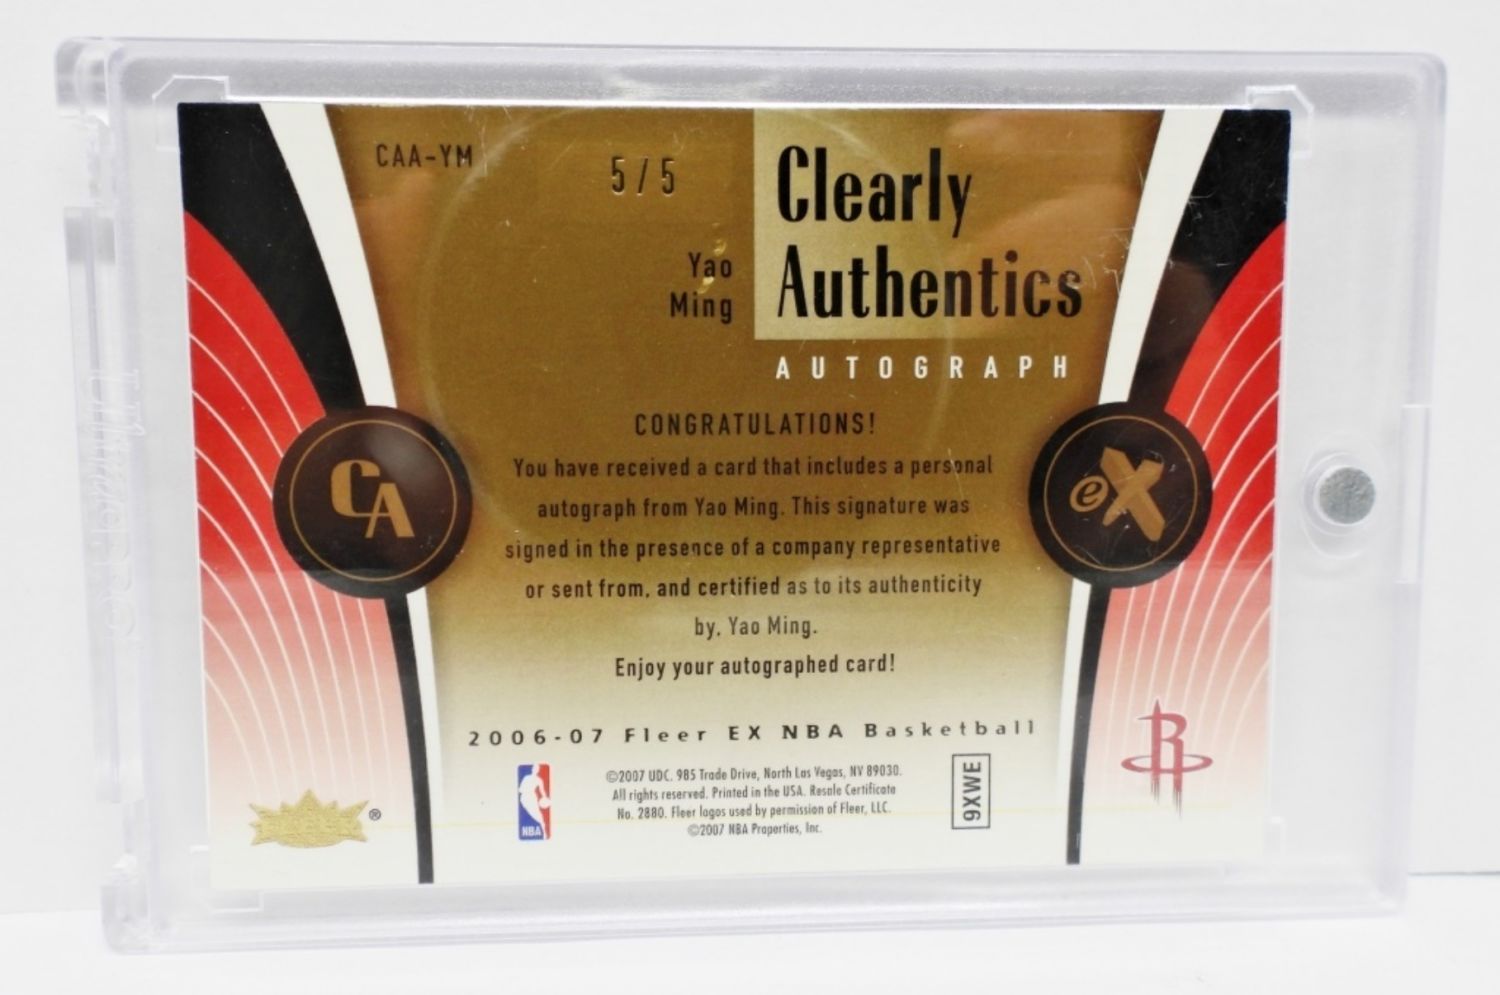 CAA-YM
5/5
Clearly
Authentics
Yao
Ming
AUTOGRAPH
CONGRATULATIONS!
You have received a card that includes a personal
autograph from Yao Ming. This signature was
signed in the presence of a company representative
or sent from, and certified as to its authenticity
by, Yao Ming.
Enjoy your autographed card!
CA
eX
2006-07 Fleer EX NBA Basketball
©2007 UDC. 985 Trade Drive, North Las Vegas, NV 89030.
All rights reserved. Printed in the USA. Resale Certificate
No. 2880. Fleer logos used by permission of Fleer, LLC.
©2007 NBA Properties, Inc.
NBA
9XWE
R
®